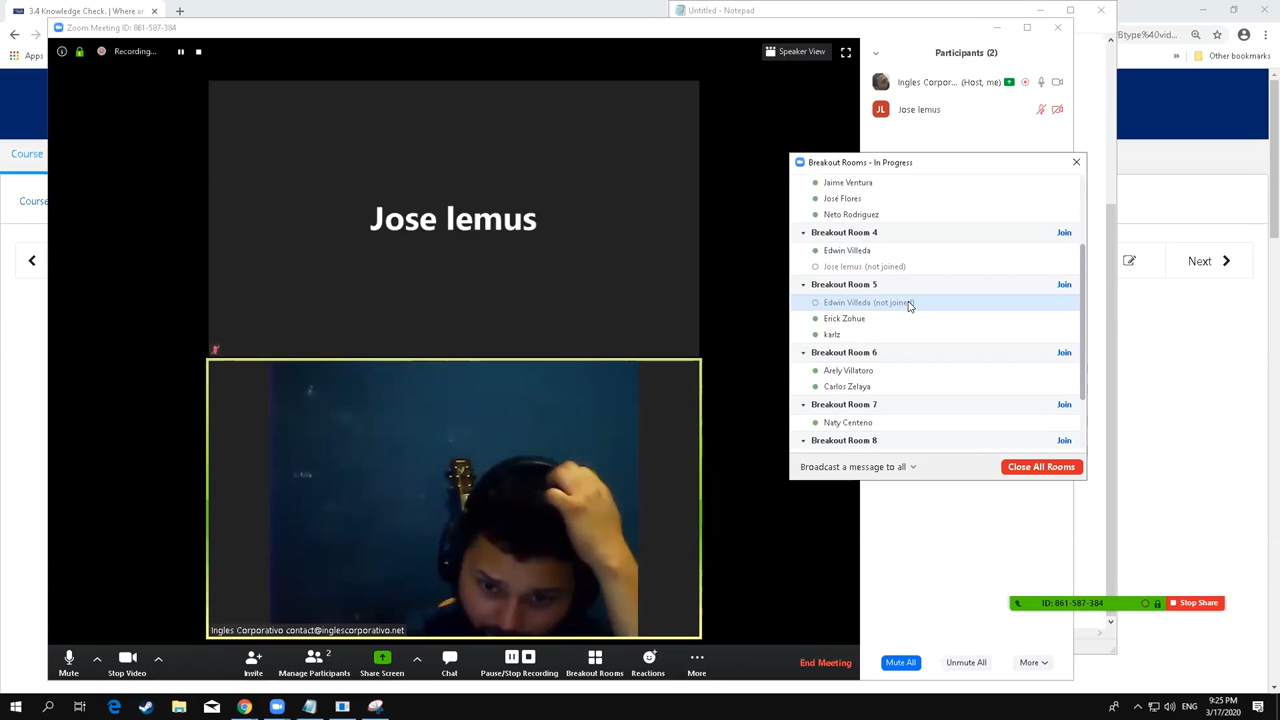 3.4 Knowledge Check. | Where u
Untitled - Notepad
Zoom Meeting ID: 861-587-384
Btype%40vid
Apps
Other bookmarks
Recording...
Speaker View
Participants (2)
Ingles Corpor... (Host, me)
JL Jose lemus
Course
Cours
Next
Jose lemus
Breakout Rooms - In Progress
Jaime Ventura
José Flores
Neto Rodriguez
Breakout Room 4 Join
Edwin Villeda
Jose lemus (not joined)
Breakout Room 5 Join
Edwin Villeda (not joined)
Erick Zohue
karlz
Breakout Room 6 Join
Arely Villatoro
Carlos Zelaya
Breakout Room 7 Join
Naty Centeno
Breakout Room 8 Join
Broadcast a message to all
Close All Rooms
ID: 861-587-384 Stop Share
Ingles Corporativo contact@inglescorporativo.net
Mute
Stop Video
Invite
2
Manage Participants
Share Screen
Chat
Pause/Stop Recording
Breakout Rooms
Reactions
More
End Meeting
Mute All
Unmute All
More
ENG
9:25 PM
3/17/2020